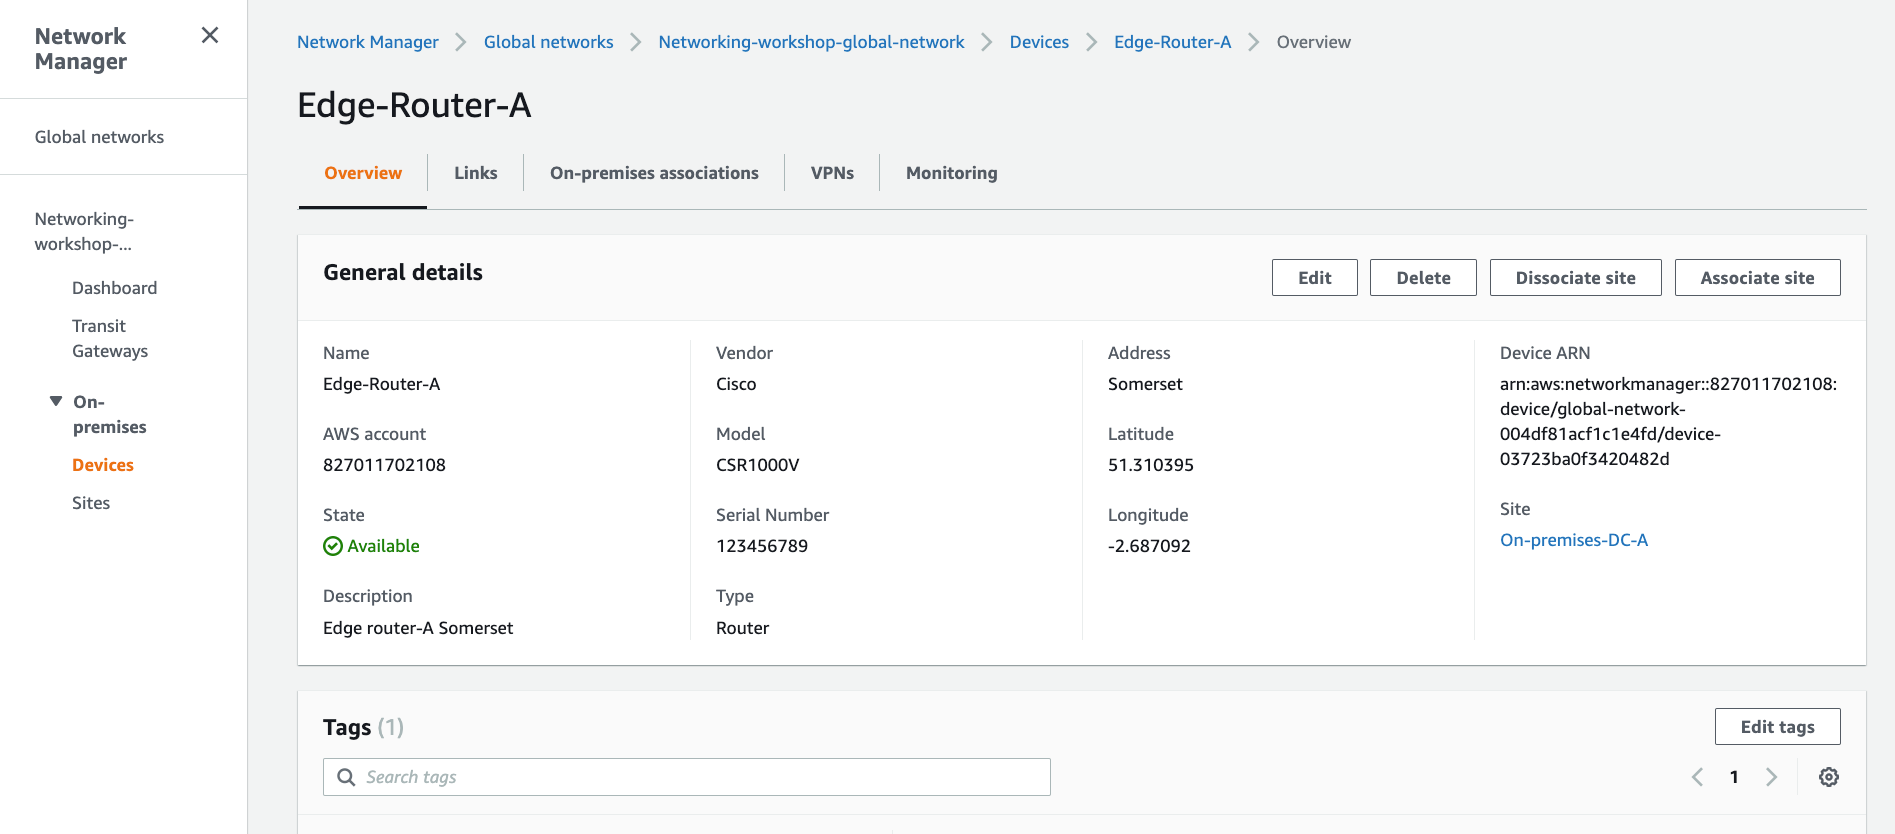 Network
Manager
Global networks
Networking-
workshop-...
Dashboard
Transit
Gateways
On-
premises
Devices
Sites
Network Manager Global networks Networking-workshop-global-network Devices Edge-Router-A Overview
Edge-Router-A
Overview Links On-premises associations VPNs Monitoring
General details
Edit Delete Dissociate site Associate site
Name
Edge-Router-A
AWS account
827011702108
State
Available
Description
Edge router-A Somerset
Vendor
Cisco
Model
CSR1000V
Serial Number
123456789
Type
Router
Address
Somerset
Latitude
51.310395
Longitude
-2.687092
Device ARN
arn:aws:networkmanager::827011702108:
device/global-network-
004df81acf1c1e4fd/device-
03723ba0f3420482d
Site
On-premises-DC-A
Tags (1)
Edit tags
Search tags
1